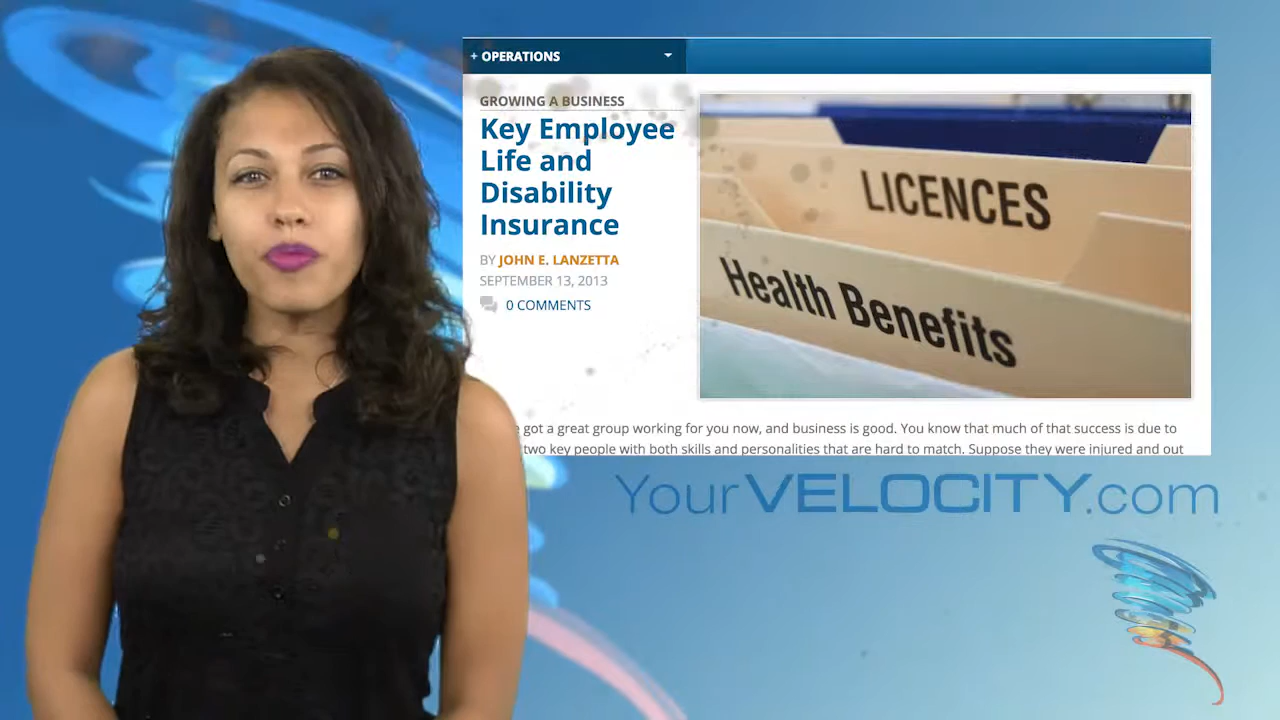 + OPERATIONS
GROWING A BUSINESS
Key Employee
Life and
Disability
Insurance
BY JOHN E. LANZETTA
SEPTEMBER 13, 2013
0 COMMENTS
LICENCES
Health Benefits
got a great group working for you now, and business is good. You know that much of that success is due to
two key people with both skills and personalities that are hard to match. Suppose they were injured and out
YourVELOCITY.com